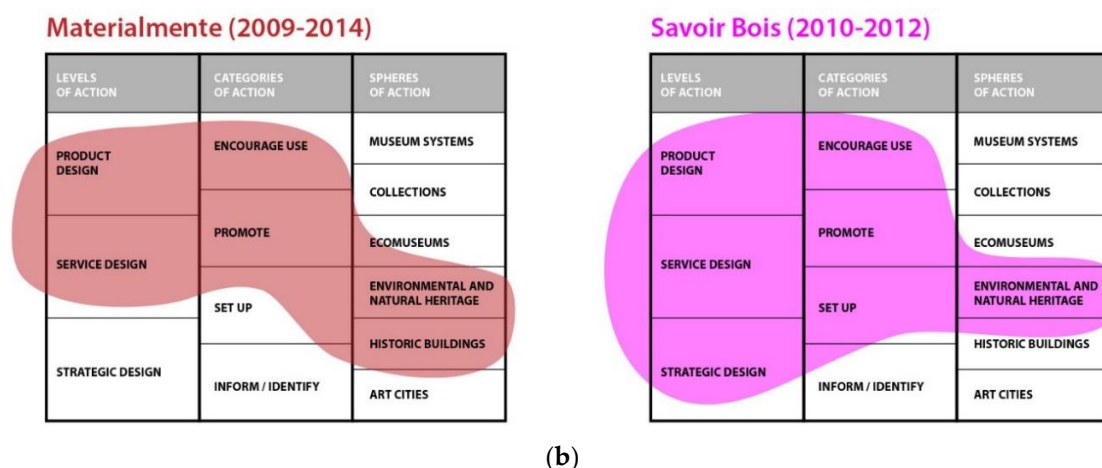 Materialmente (2009-2014)
LEVELS
OF ACTION
CATEGORIES
OF ACTION
SPHERES
OF ACTION
PRODUCT
DESIGN
SERVICE DESIGN
STRATEGIC DESIGN
ENCOURAGE USE
PROMOTE
SET UP
INFORM / IDENTIFY
MUSEUM SYSTEMS
COLLECTIONS
ECOMUSEUMS
ENVIRONMENTAL AND
NATURAL HERITAGE
HISTORIC BUILDINGS
ART CITIES
Savoir Bois (2010-2012)
LEVELS
OF ACTION
CATEGORIES
OF ACTION
SPHERES
OF ACTION
PRODUCT
DESIGN
SERVICE DESIGN
STRATEGIC DESIGN
ENCOURAGE USE
PROMOTE
SET UP
INFORM / IDENTIFY
MUSEUM SYSTEMS
COLLECTIONS
ECOMUSEUMS
ENVIRONMENTAL AND
NATURAL HERITAGE
HISTORIC BUILDINGS
ART CITIES
(b)